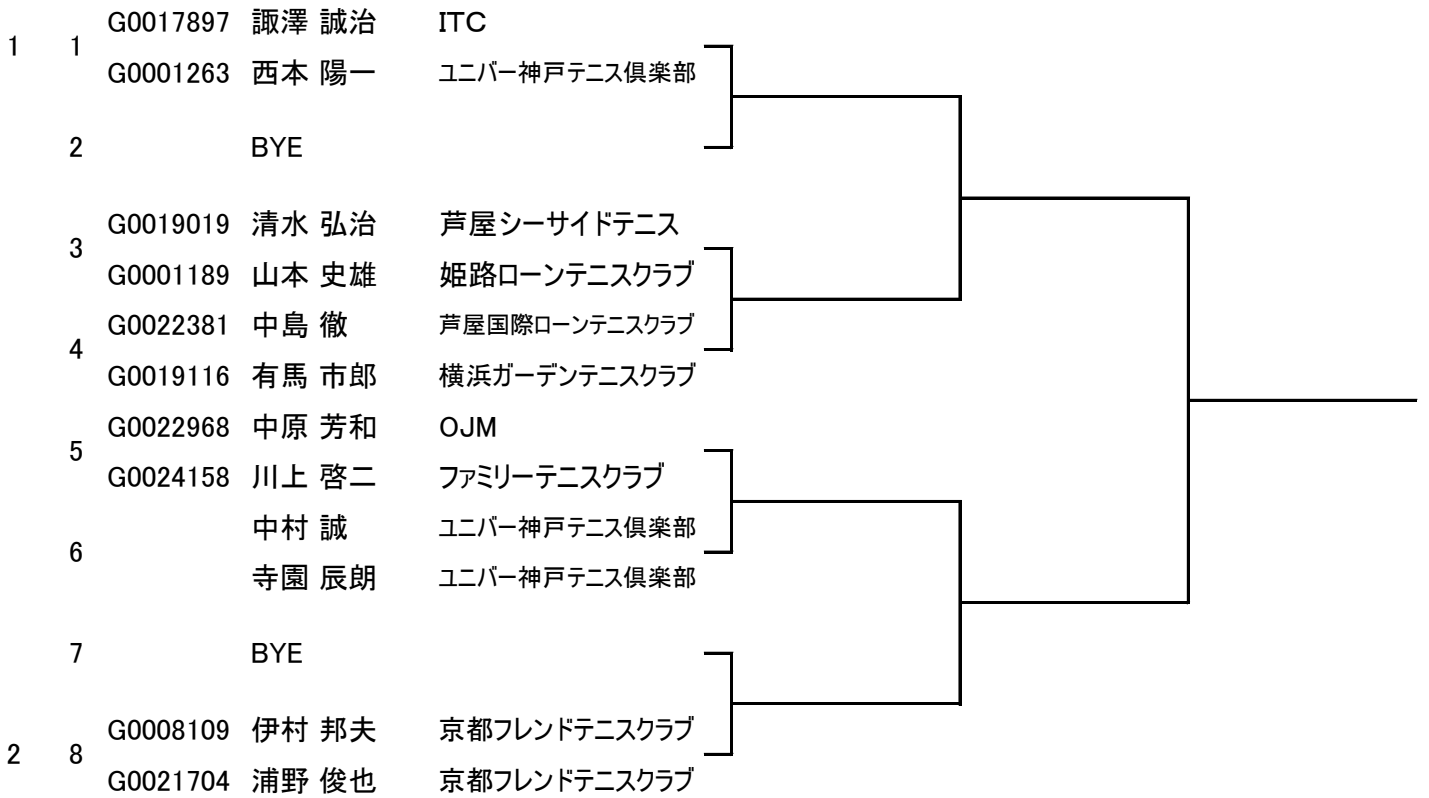 G0017897 諏澤 誠治 ITC
1 1
G0001263 西本 陽一 ユニバー神戸テニス倶楽部
2 BYE
G0019019 清水 弘治 芦屋シーサイドテニス
3
G0001189 山本 史雄 姫路ローンテニスクラブ
G0022381 中島 徹 芦屋国際ローンテニスクラブ
4
G0019116 有馬 市郎 横浜ガーデンテニスクラブ
G0022968 中原 芳和 OJM
5
G0024158 川上 啓二 ファミリーテニスクラブ
中村 誠 ユニバー神戸テニス倶楽部
6
寺園 辰朗 ユニバー神戸テニス倶楽部
7 BYE
G0008109 伊村 邦夫 京都フレンドテニスクラブ
2 8
G0021704 浦野 俊也 京都フレンドテニスクラブ